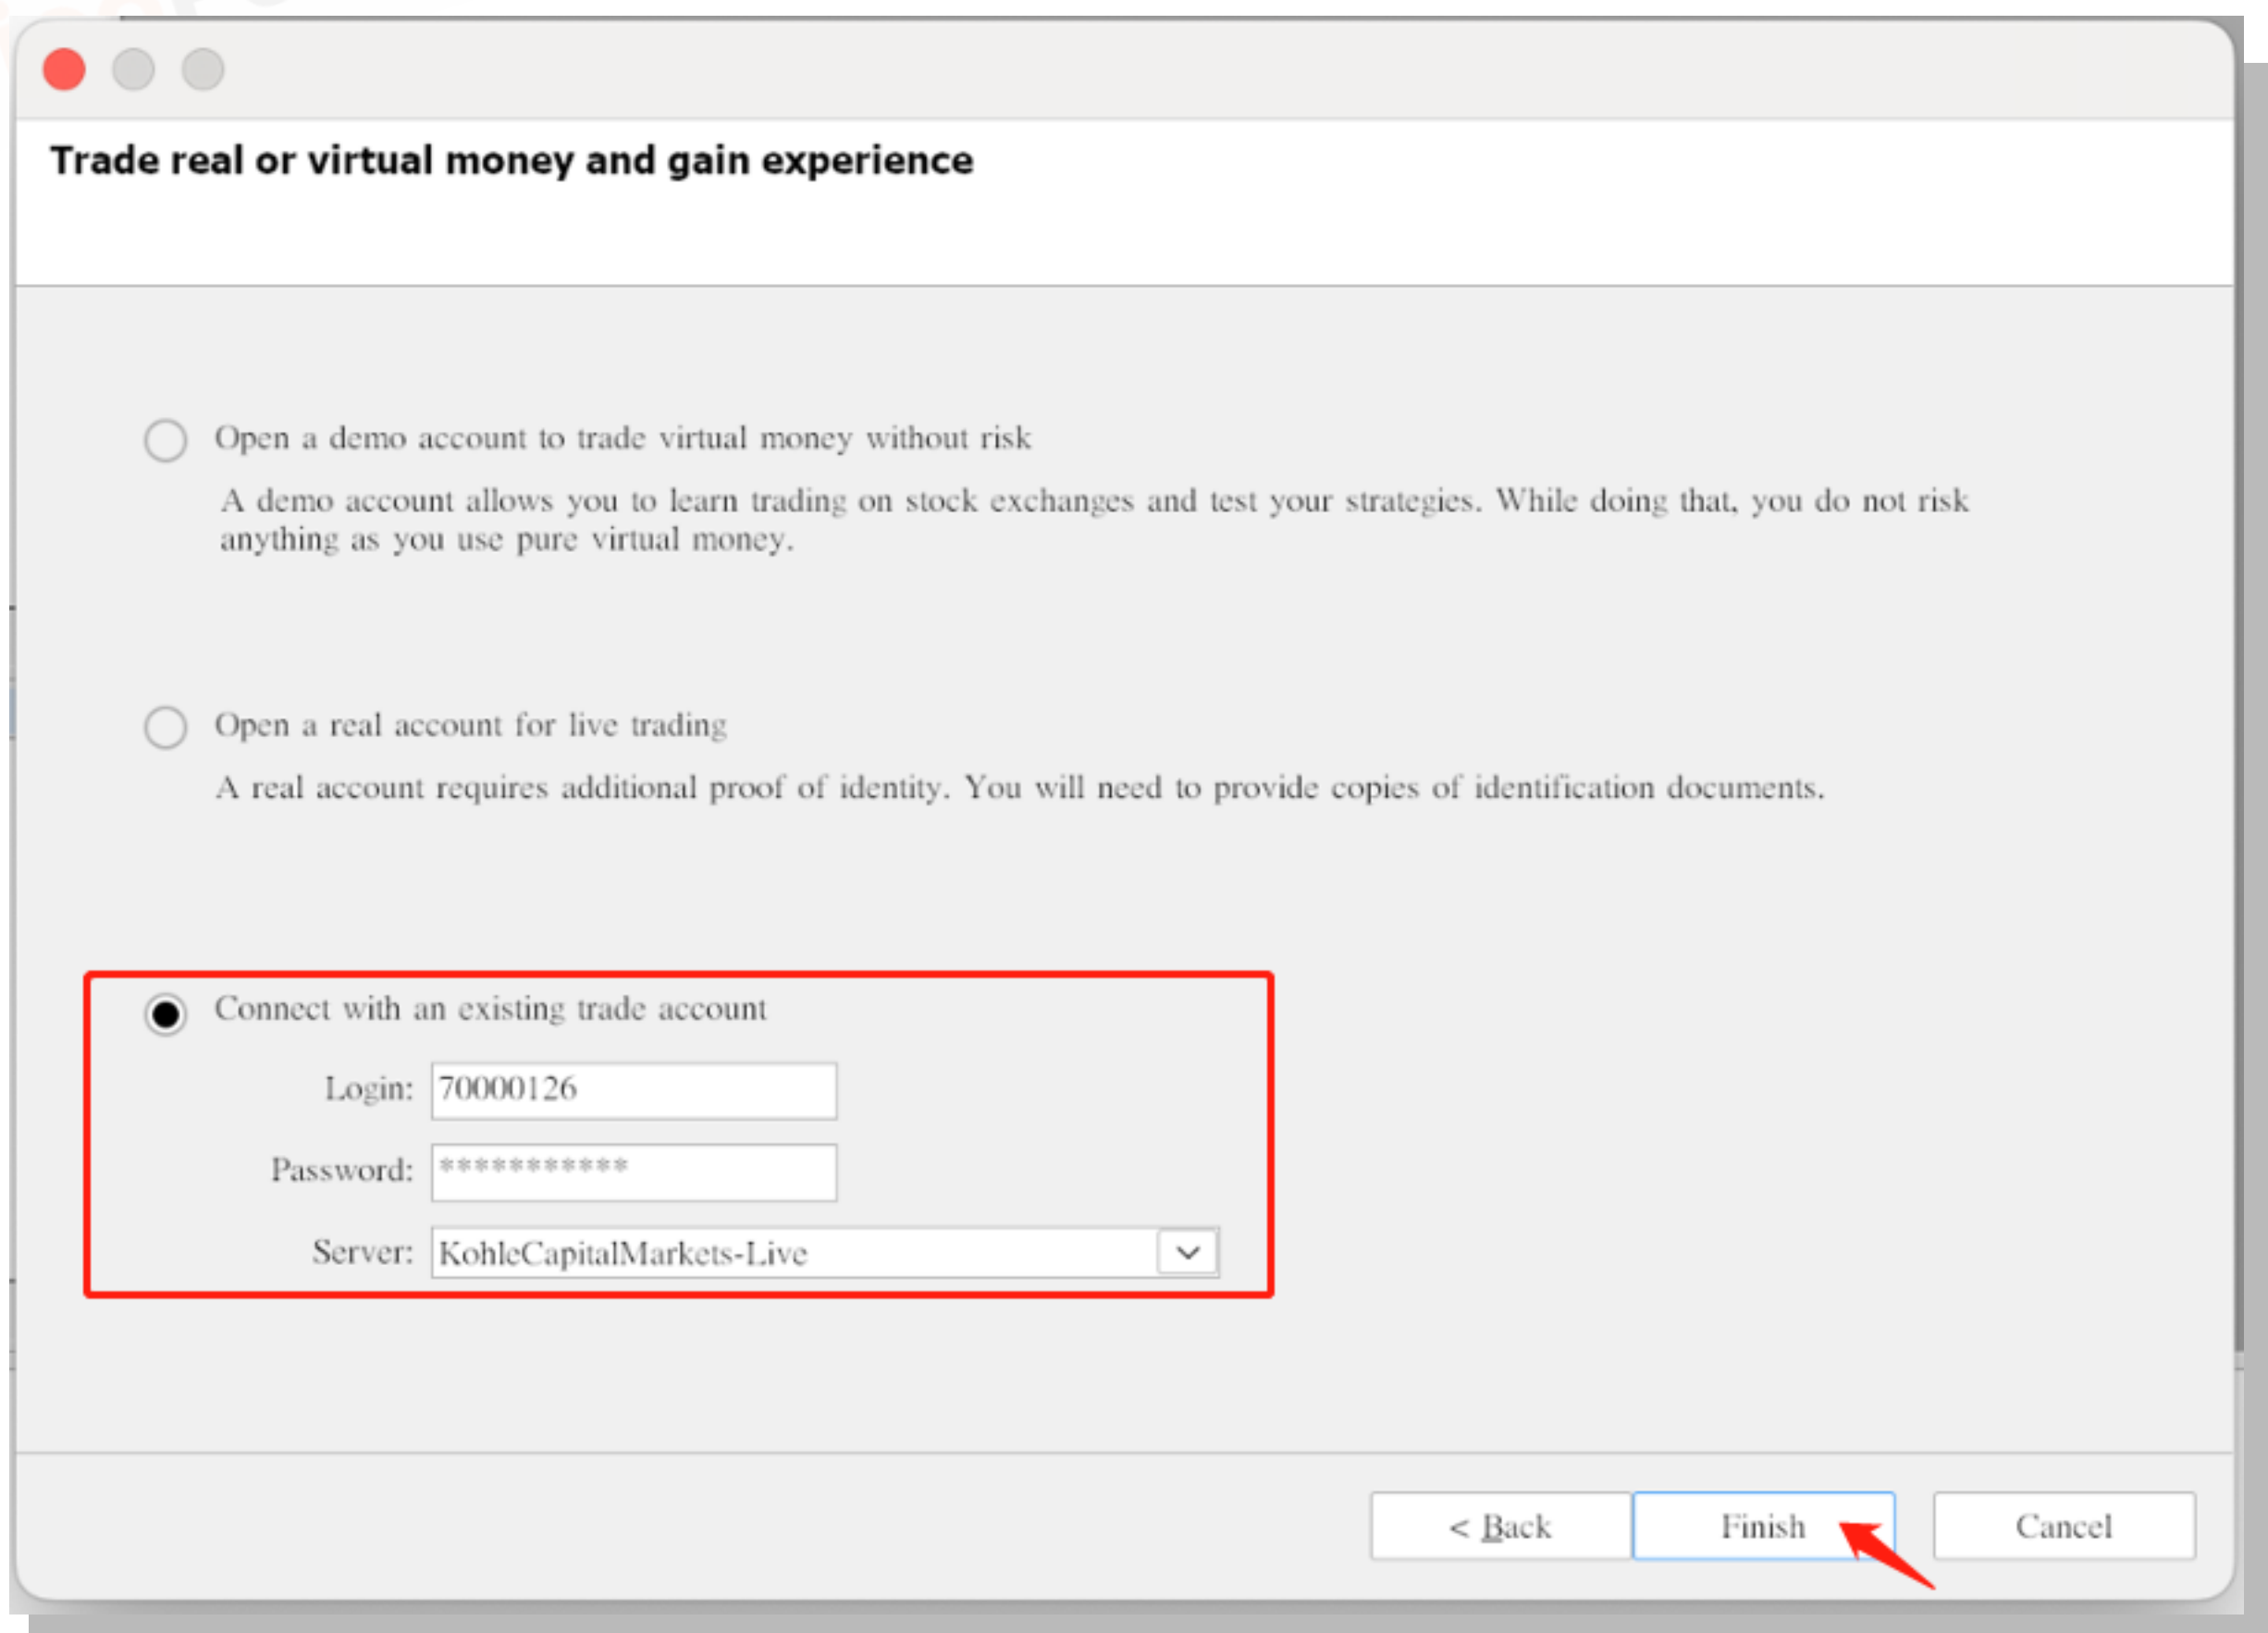 Trade real or virtual money and gain experience
Open a demo account to trade virtual money without risk
A demo account allows you to learn trading on stock exchanges and test your strategies. While doing that, you do not risk
anything as you use pure virtual money.
Open a real account for live trading
A real account requires additional proof of identity. You will need to provide copies of identification documents.
Connect with an existing trade account
Login: 70000126
Password: ***********
Server: KohleCapitalMarkets-Live
< Back Finish Cancel